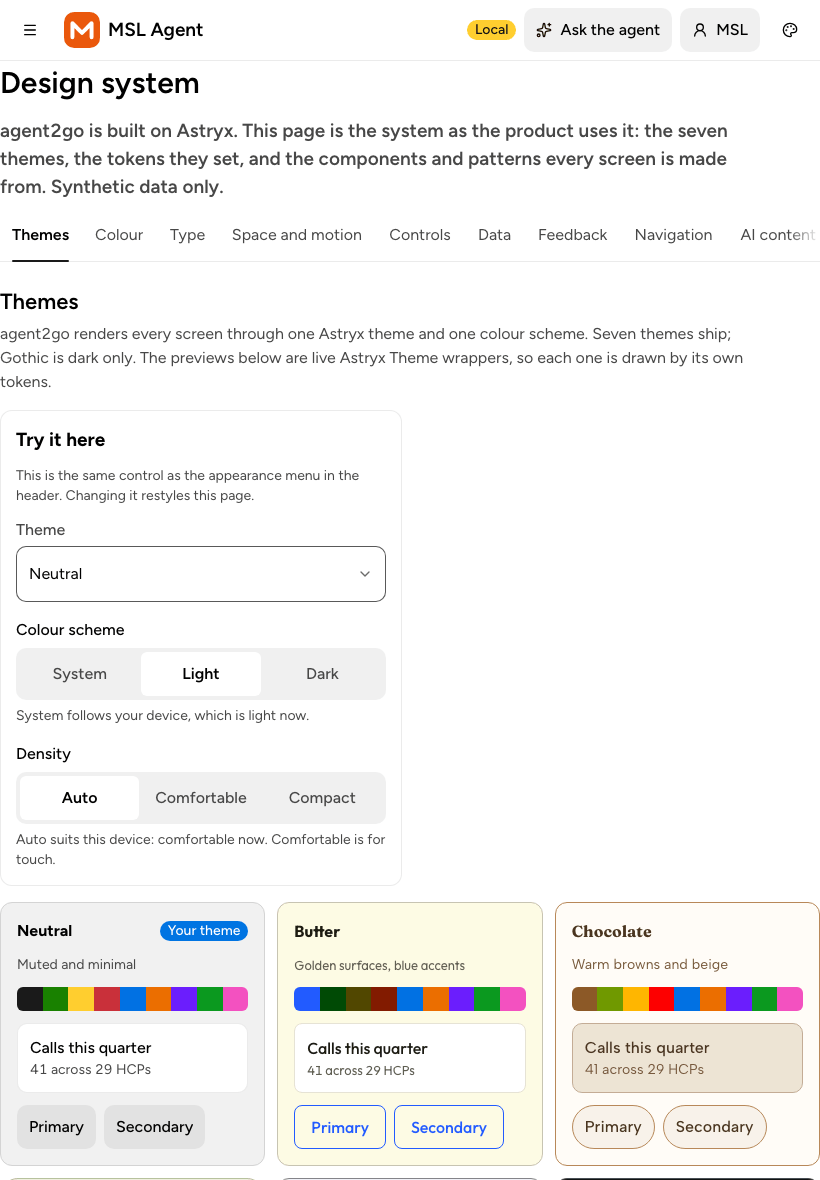 MSL Agent
Local
Ask the agent
MSL
Design system
agent2go is built on Astryx. This page is the system as the product uses it: the seven
themes, the tokens they set, and the components and patterns every screen is made
from. Synthetic data only.
Themes Colour Type Space and motion Controls Data Feedback Navigation AI content
Themes
agent2go renders every screen through one Astryx theme and one colour scheme. Seven themes ship;
Gothic is dark only. The previews below are live Astryx Theme wrappers, so each one is drawn by its own
tokens.
Try it here
This is the same control as the appearance menu in the
header. Changing it restyles this page.
Theme
Neutral
Colour scheme
System Light Dark
System follows your device, which is light now.
Density
Auto Comfortable Compact
Auto suits this device: comfortable now. Comfortable is for
touch.
Neutral
Your theme
Muted and minimal
Calls this quarter
41 across 29 HCPs
Primary Secondary
Butter
Golden surfaces, blue accents
Calls this quarter
41 across 29 HCPs
Primary Secondary
Chocolate
Warm browns and beige
Calls this quarter
41 across 29 HCPs
Primary Secondary